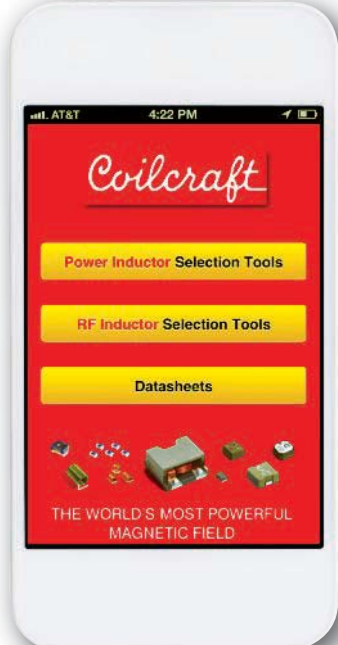 AT&T 4:22 PM
Coilcraft
Power Inductor Selection Tools
RF Inductor Selection Tools
Datasheets
THE WORLD'S MOST POWERFUL
MAGNETIC FIELD